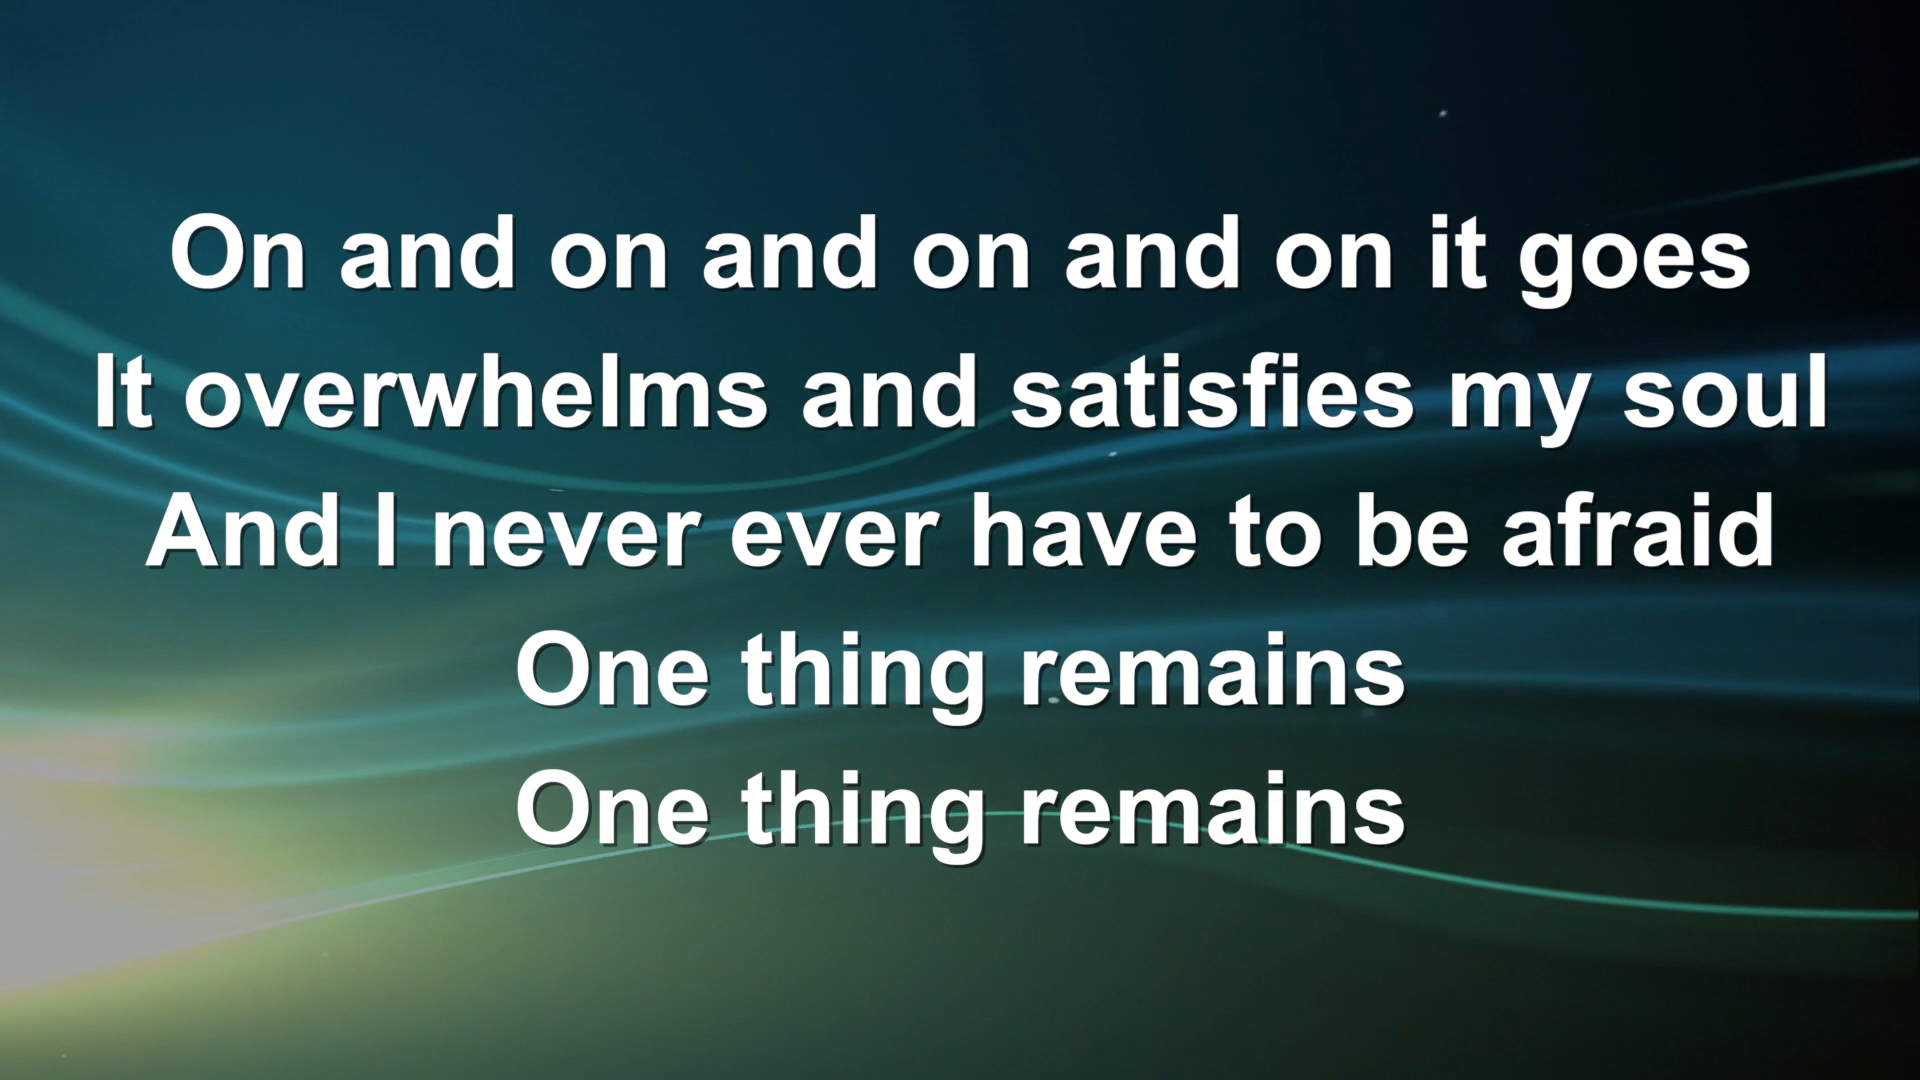 On and on and on and on it goes
It overwhelms and satisfies my soul
And I never ever have to be afraid
One thing remains
One thing remains